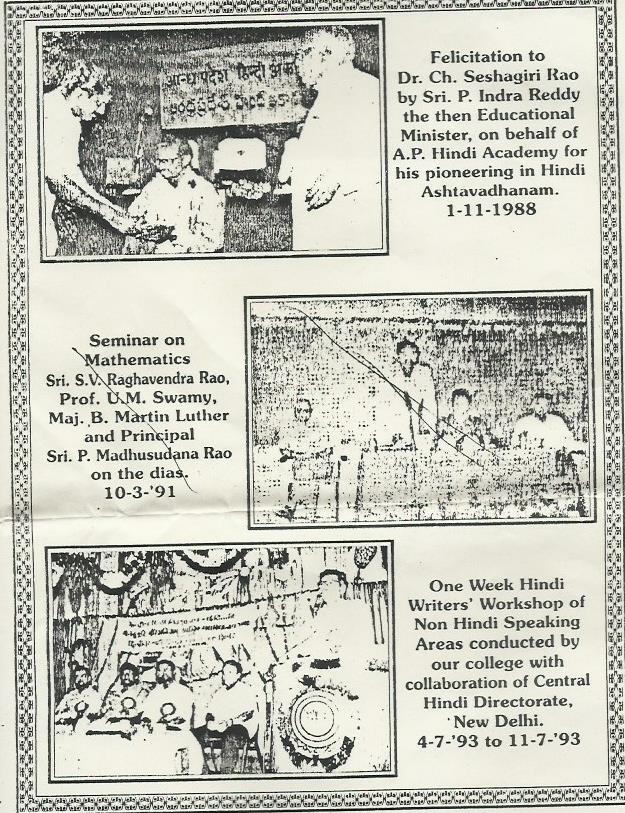 आन्ध्र प्रदेश हिन्दी अका
Felicitation to
Dr. Ch. Seshagiri Rao
by Sri. P. Indra Reddy
the then Educational
Minister, on behalf of
A.P. Hindi Academy for
his pioneering in Hindi
Ashtavadhanam.
1-11-1988
Seminar on
Mathematics
Sri. S.V. Raghavendra Rao,
Prof. U.M. Swamy,
Maj. B. Martin Luther
and Principal
Sri. P. Madhusudana Rao
on the dias.
10-3-'91
One Week Hindi
Writers' Workshop of
Non Hindi Speaking
Areas conducted by
our college with
collaboration of Central
Hindi Directorate,
New Delhi.
4-7-'93 to 11-7-'93